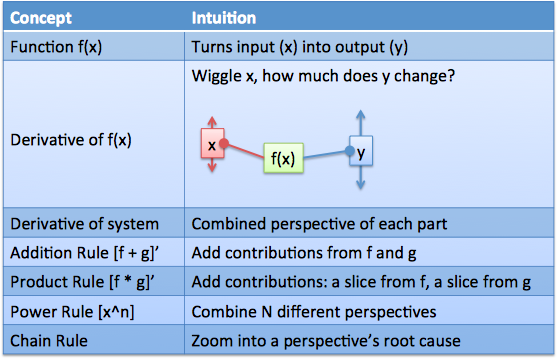 Concept Intuition
Function f(x) Turns input (x) into output (y)
Wiggle x, how much does y change?
Derivative of f(x)
x
f(x)
y
Derivative of system Combined perspective of each part
Addition Rule [f + g]’ Add contributions from f and g
Product Rule [f * g]’ Add contributions: a slice from f, a slice from g
Power Rule [x^n] Combine N different perspectives
Chain Rule Zoom into a perspective’s root cause